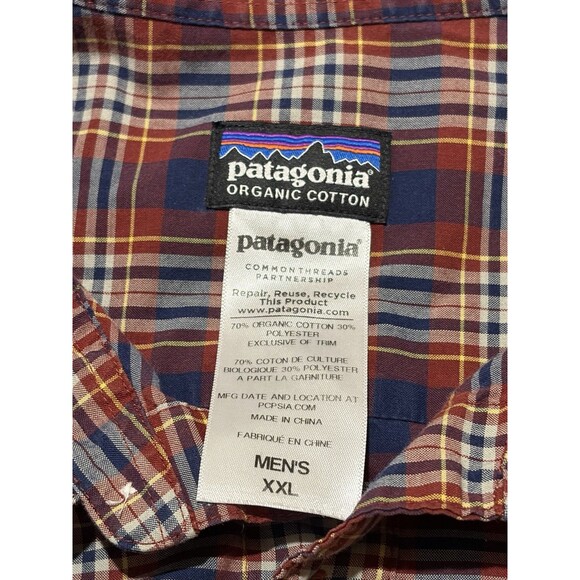 patagonia®
ORGANIC COTTON
patagonia®
COMMONTHREADS
PARTNERSHIP
Repair, Reuse, Recycle
This Product
www.patagonia.com
70% ORGANIC COTTON 30%
POLYESTER
EXCLUSIVE OF TRIM
70% COTON DE CULTURE
BIOLOGIQUE 30% POLYESTER
A PART LA GARNITURE
MFG DATE AND LOCATION AT
PCPSIA.COM
MADE IN CHINA
FABRIQUÉ EN CHINE
MEN'S
XXL